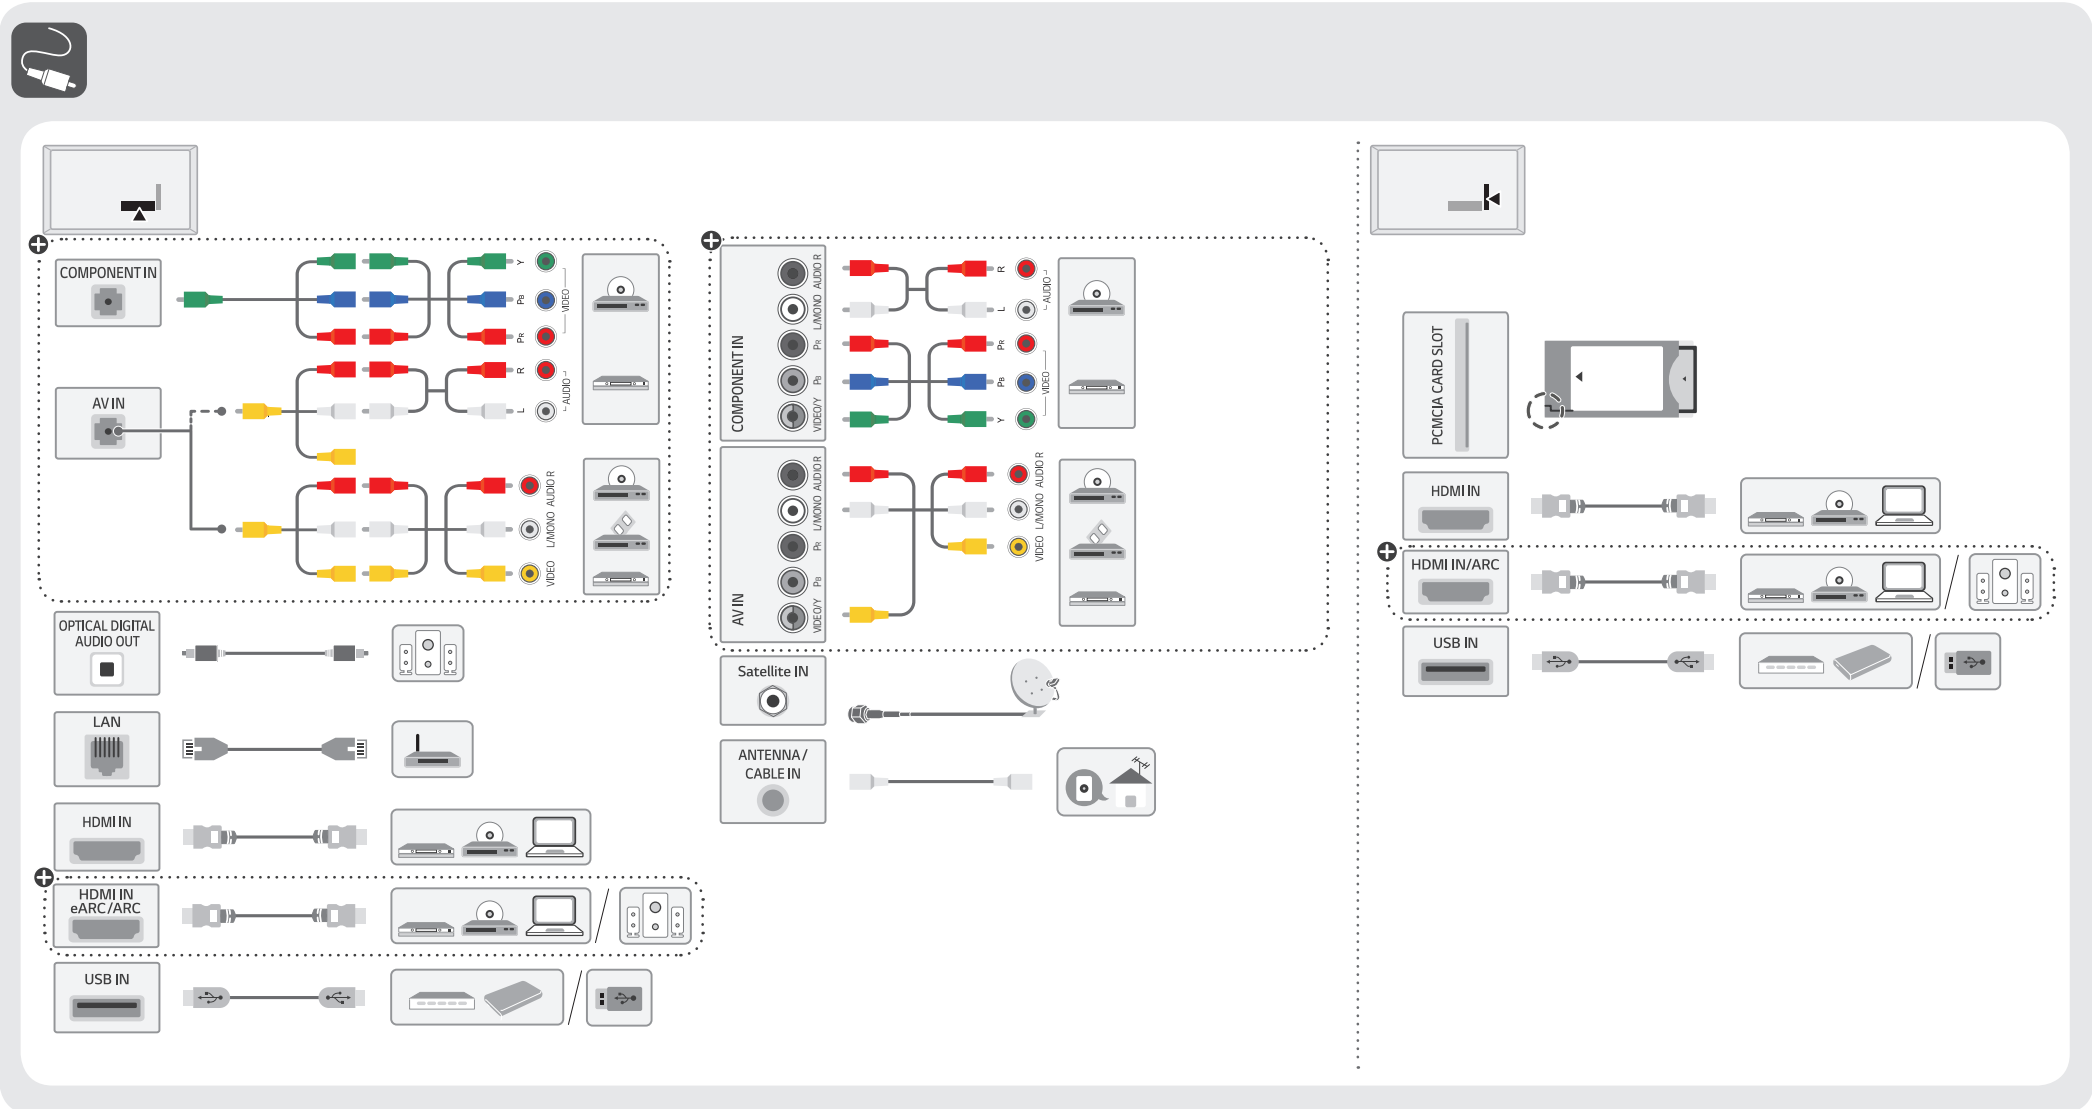 COMPONENT IN
Y
PB
PR
VIDEO
R
L
AUDIO
AV IN
AUDIO R
L/MONO
VIDEO
OPTICAL DIGITAL
AUDIO OUT
LAN
HDMI IN
HDMI IN
eARC/ARC
USB IN
COMPONENT IN
AUDIO R
L/MONO
PR
PB
VIDEO/Y
R
L
AUDIO
PR
PB
Y
VIDEO
AV IN
AUDIO R
L/MONO
PR
PB
VIDEO/Y
AUDIO R
L/MONO
VIDEO
Satellite IN
ANTENNA/
CABLE IN
PCMCIA CARD SLOT
HDMI IN
HDMI IN/ARC
USB IN